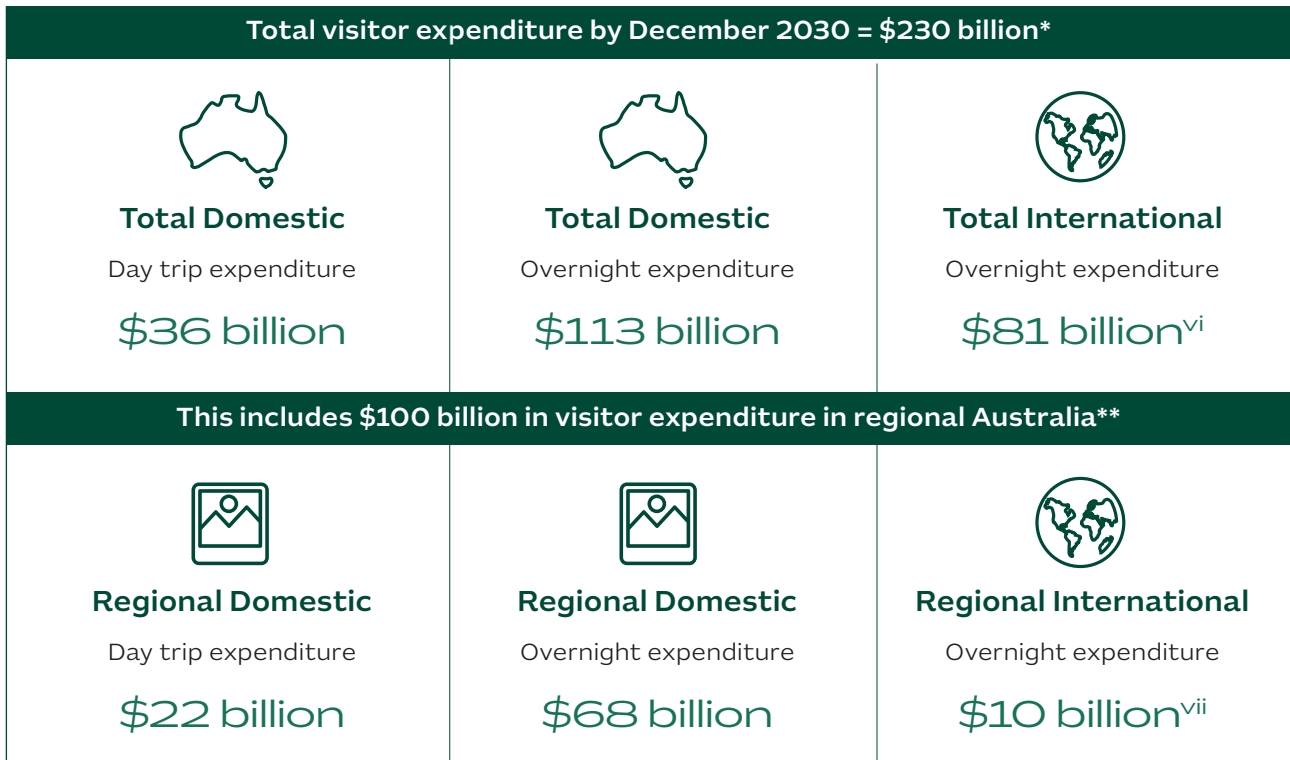 Total visitor expenditure by December 2030 = $230 billion*
Total Domestic
Day trip expenditure
$36 billion
Total Domestic
Overnight expenditure
$113 billion
Total International
Overnight expenditure
$81 billionvi
This includes $100 billion in visitor expenditure in regional Australia**
Regional Domestic
Day trip expenditure
$22 billion
Regional Domestic
Overnight expenditure
$68 billion
Regional International
Overnight expenditure
$10 billionvii